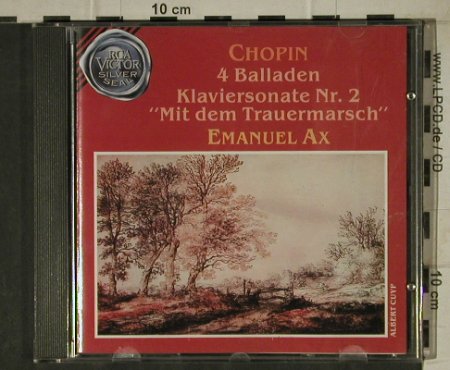 10 cm
RCA
VICTOR
SILVER
SEAL
CHOPIN
4 Balladen
Klaviersonate Nr. 2
"Mit dem Trauermarsch"
EMANUEL AX
ALBERT CUYP
www.LPCD.de / CD
10 cm